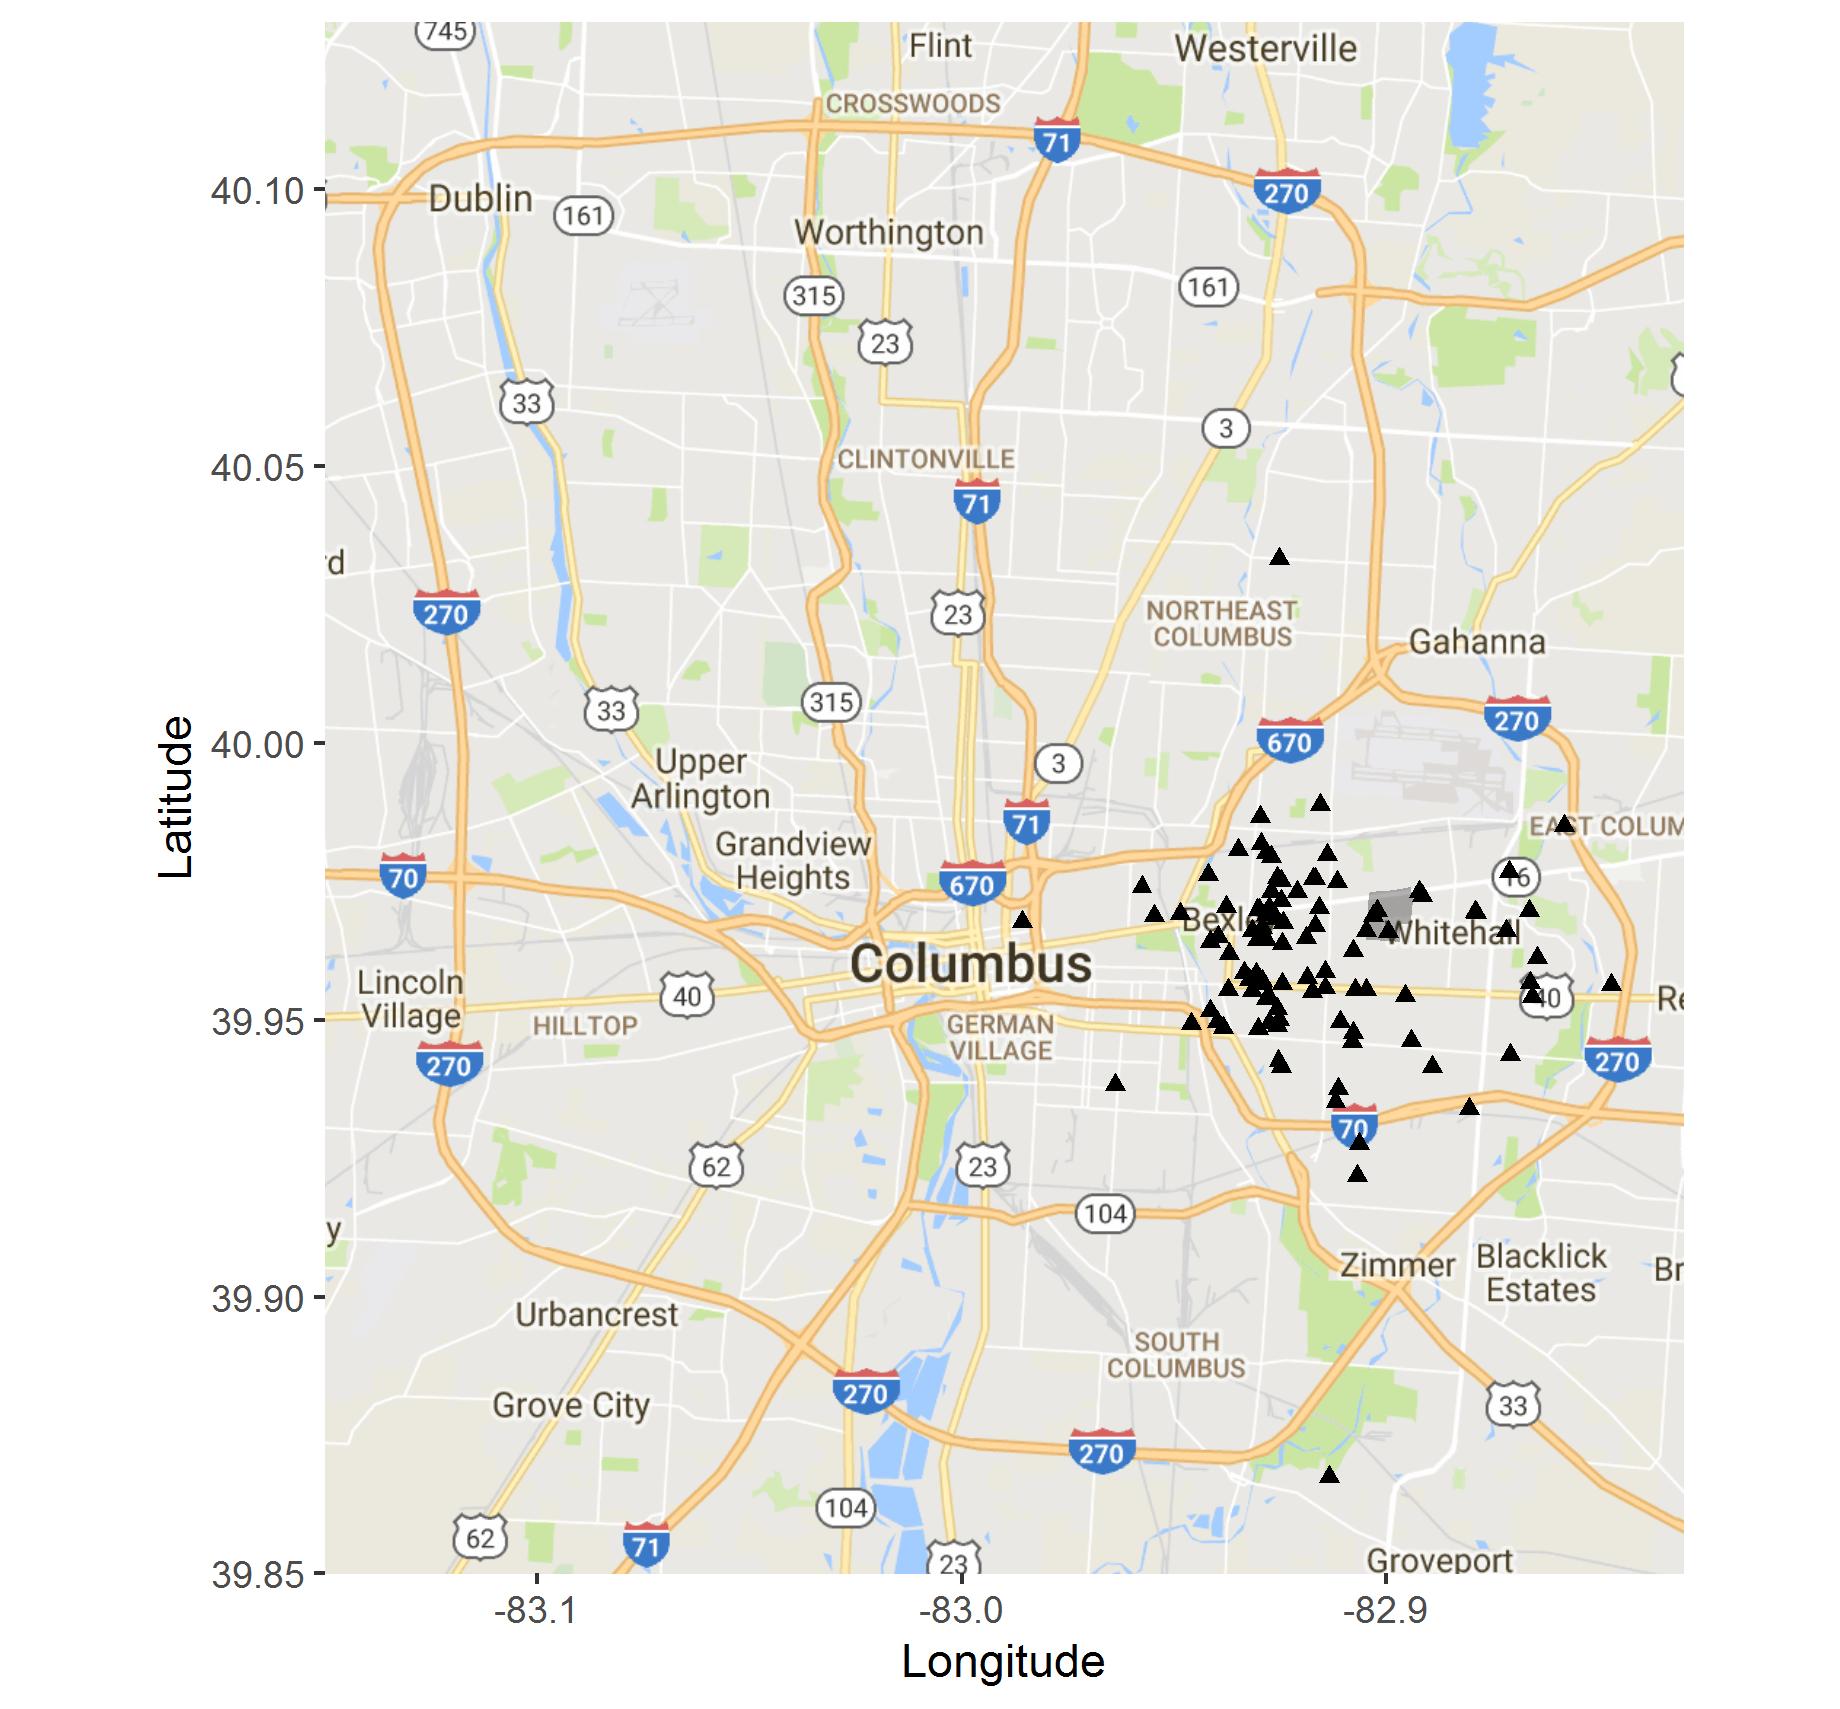 745
Flint
Westerville
CROSSWOODS
71
270
40.10
Dublin
161
Worthington
161
315
23
33
3
40.05
CLINTONVILLE
71
rd
270
23
NORTHEAST
COLUMBUS
Gahanna
33
315
270
670
40.00
Upper
Arlington
3
71
EAST COLUM
Grandview
Heights
70
670
16
Bexle
Whitehall
Columbus
Lincoln
Village
40
40
Re
HILLTOP
GERMAN
VILLAGE
39.95
270
270
70
62
23
104
y
Zimmer
Blacklick
Estates
Br
39.90
Urbancrest
SOUTH
COLUMBUS
270
Grove City
33
270
104
62
71
23
Groveport
39.85
-83.1
-83.0
-82.9
Longitude
Latitude